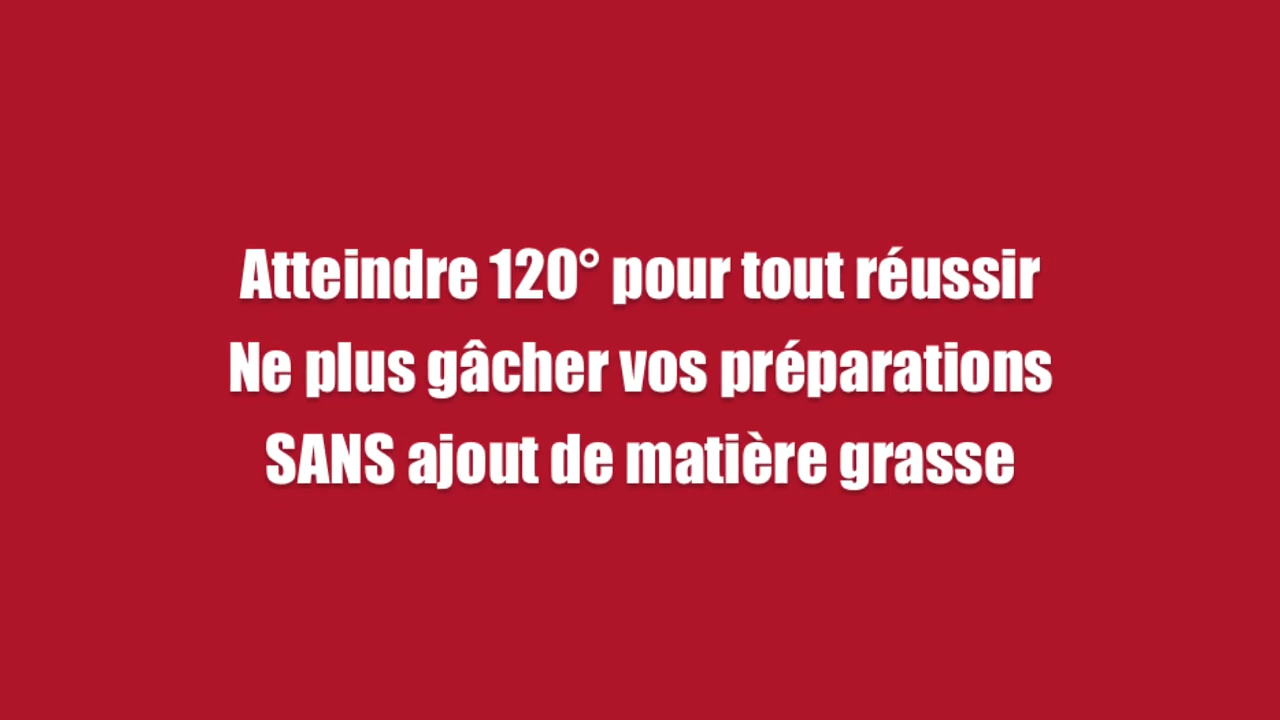 Atteindre 120° pour tout réussir
Ne plus gâcher vos préparations
SANS ajout de matière grasse